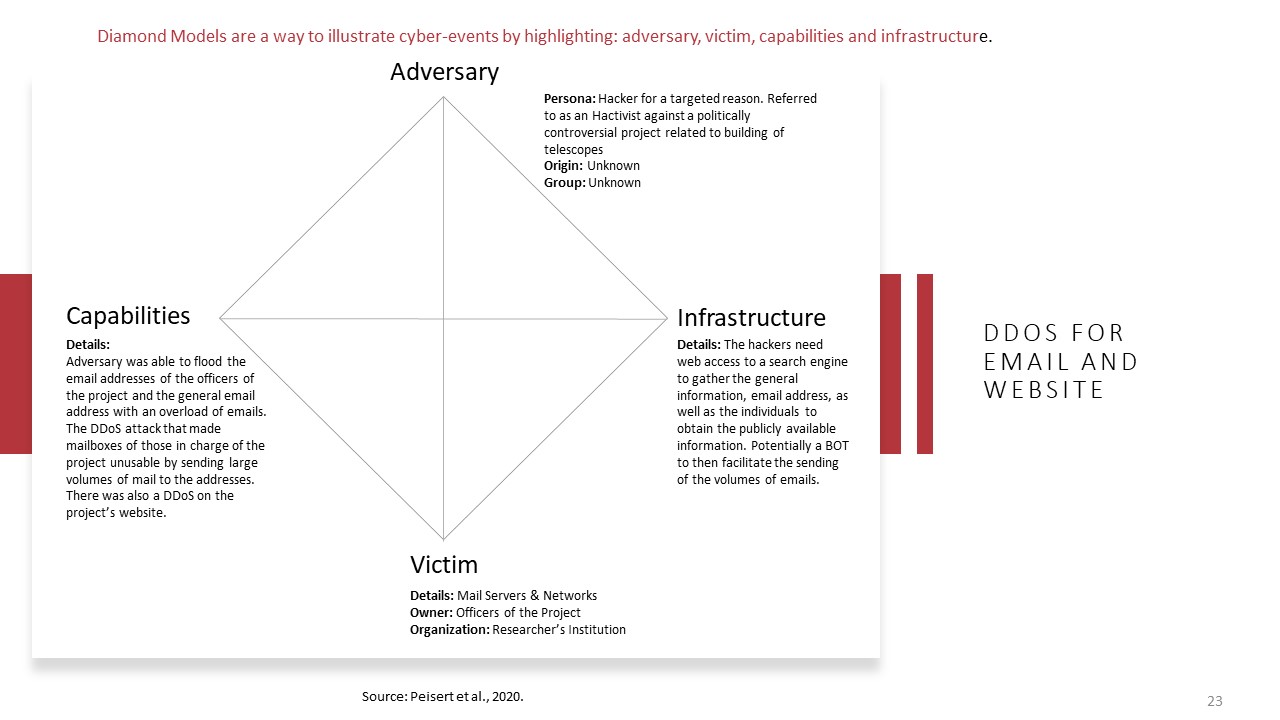 Diamond Models are a way to illustrate cyber-events by highlighting: adversary, victim, capabilities and infrastructure.
Adversary
Persona: Hacker for a targeted reason. Referred
to as an Hactivist against a politically
controversial project related to building of
telescopes
Origin: Unknown
Group: Unknown
Capabilities
Details:
Adversary was able to flood the
email addresses of the officers of
the project and the general email
address with an overload of emails.
The DDoS attack that made
mailboxes of those in charge of the
project unusable by sending large
volumes of mail to the addresses.
There was also a DDoS on the
project's website.
Infrastructure
Details: The hackers need
web access to a search engine
to gather the general
information, email address, as
well as the individuals to
obtain the publicly available
information. Potentially a BOT
to then facilitate the sending
of the volumes of emails.
Victim
Details: Mail Servers & Networks
Owner: Officers of the Project
Organization: Researcher's Institution
DDOS FOR
EMAIL AND
WEBSITE
Source: Peisert et al., 2020.
23